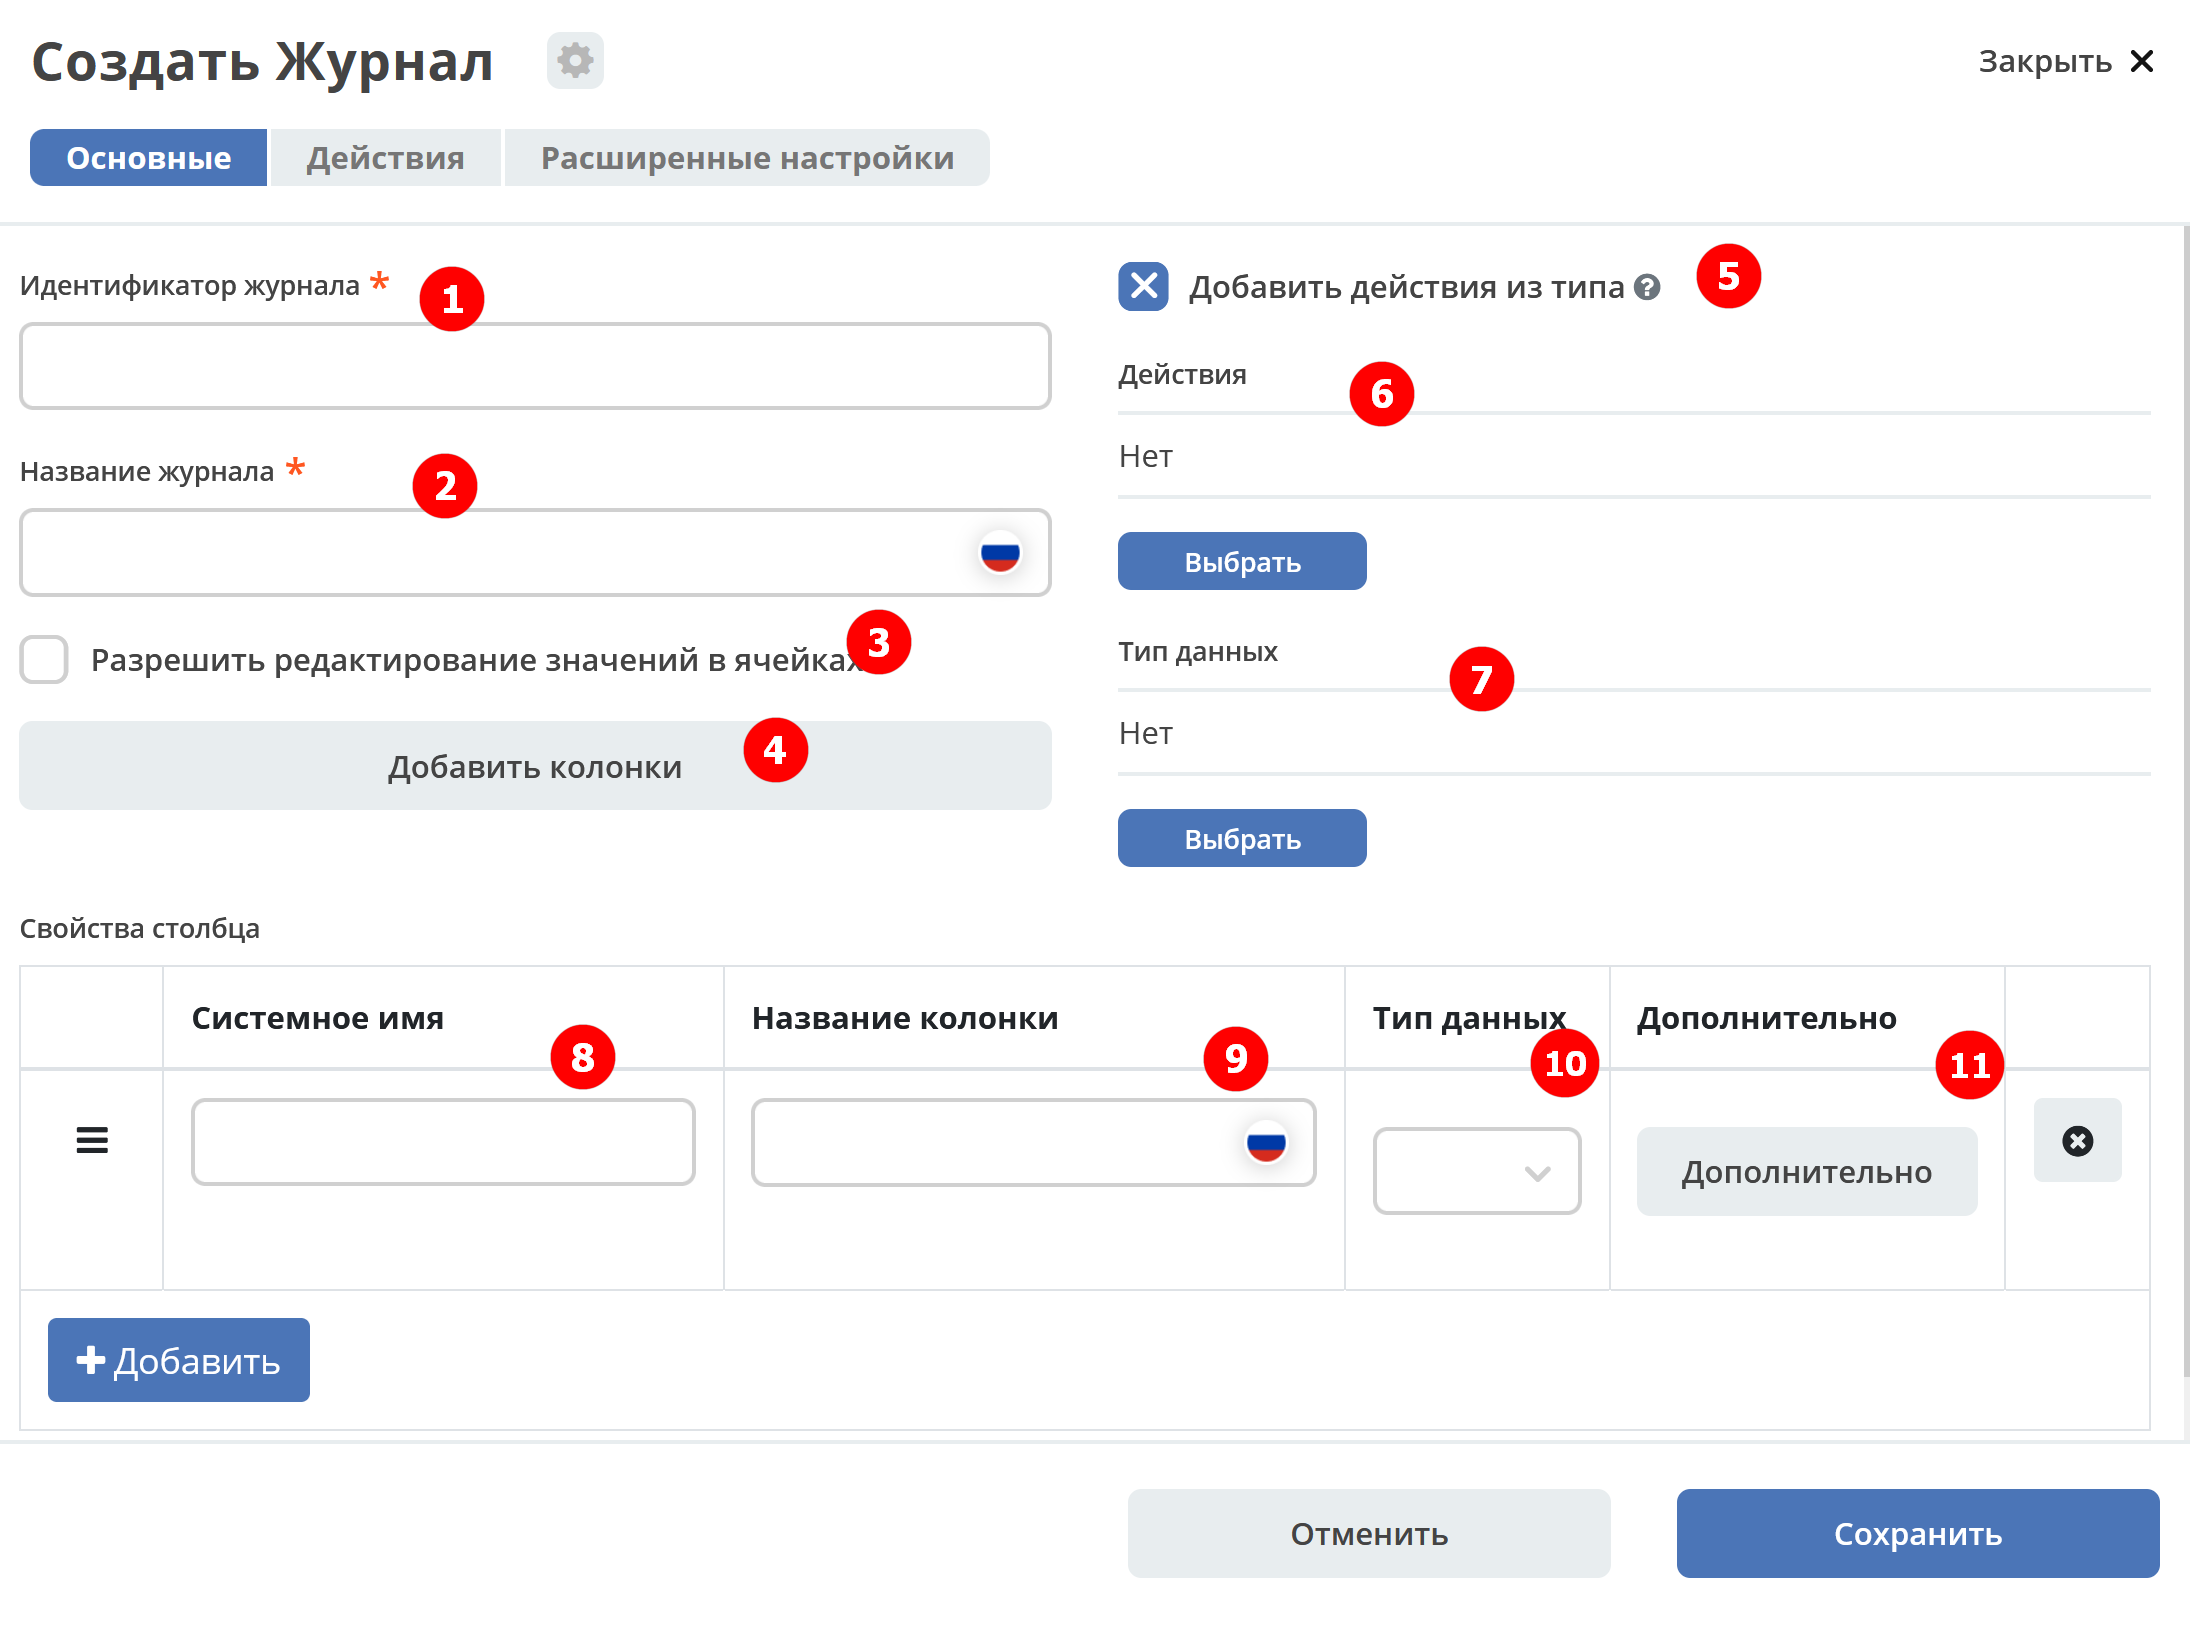 Создать Журнал
Закрыть
Основные
Действия
Расширенные настройки
Идентификатор журнала *
1
Название журнала *
2
Разрешить редактирование значений в ячейках
3
Добавить колонки
4
Добавить действия из типа ?
5
Действия
6
Нет
Выбрать
Тип данных
7
Нет
Выбрать
Свойства столбца
Системное имя
8
Название колонки
9
Тип данных
10
Дополнительно
11
Дополнительно
Добавить
Отменить
Сохранить